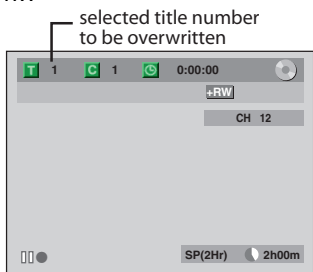 selected title number
to be overwritten
T 1 C 1 0:00:00
+RW
CH 12
SP(2Hr) 2h00m